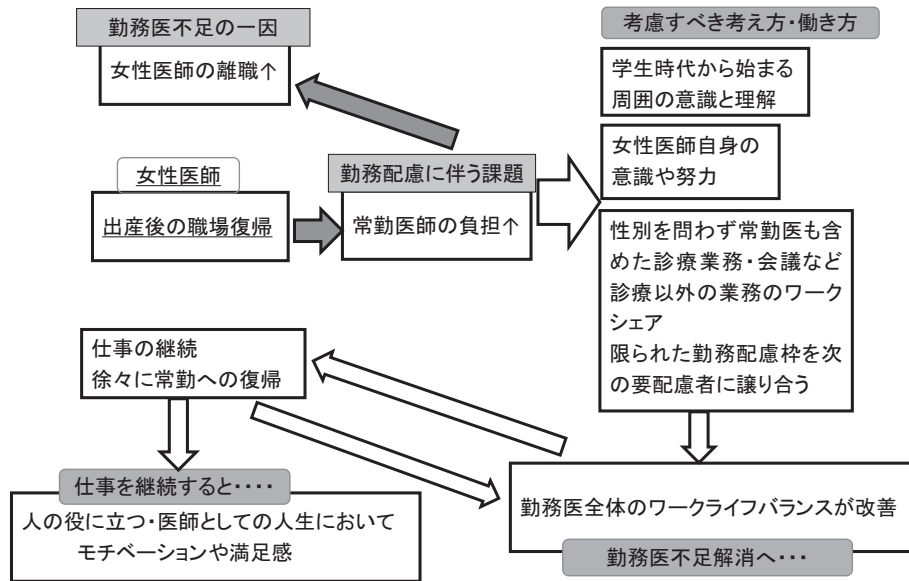 勤務医不足の一因
女性医師の離職↑
考慮すべき考え方・働き方
学生時代から始まる
周囲の意識と理解
女性医師自身の
意識や努力
女性医師
出産後の職場復帰
勤務配慮に伴う課題
常勤医師の負担↑
性別を問わず常勤医も含
めた診療業務・会議など
診療以外の業務のワーク
シェア
限られた勤務配慮枠を次
の要配慮者に譲り合う
仕事の継続
徐々に常勤への復帰
仕事を継続すると・・・・
人の役に立つ・医師としての人生において
モチベーションや満足感
勤務医全体のワークライフバランスが改善
勤務医不足解消へ・・・